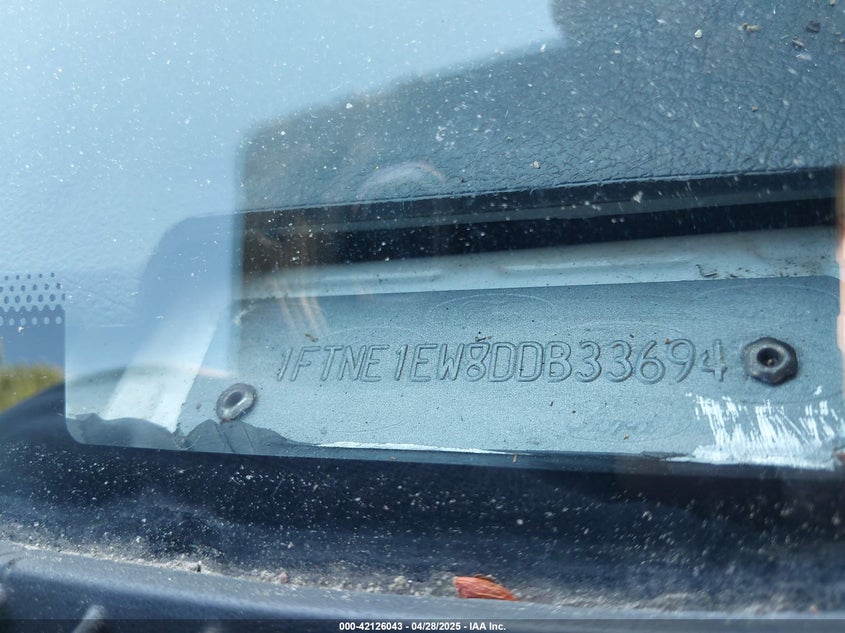 1FTNE1EW8DDB33694
000-42126043 - 04/28/2025 - IAA Inc.